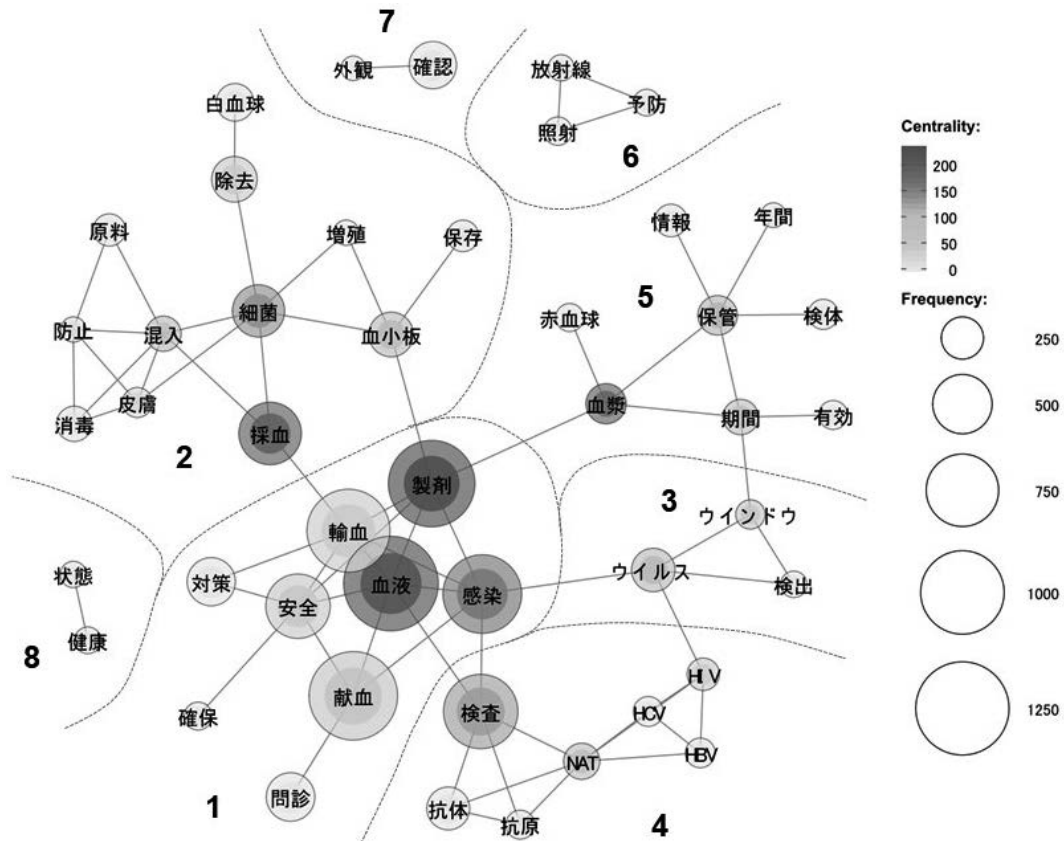 7
外観
確認
放射線
予防
照射
6
白血球
除去
原料
増殖
保存
防止
混入
細菌
血小板
消毒
皮膚
採血
2
情報
年間
5
赤血球
保管
検体
血漿
期間
有効
製剤
輸血
対策
血液
感染
安全
献血
確保
問診
1
3
ウインドウ
ウイルス
検出
状態
健康
8
検査
HIV
HCV
HBV
NAT
抗体
抗原
4
Centrality:
200
150
100
50
0
Frequency:
250
500
750
1000
1250